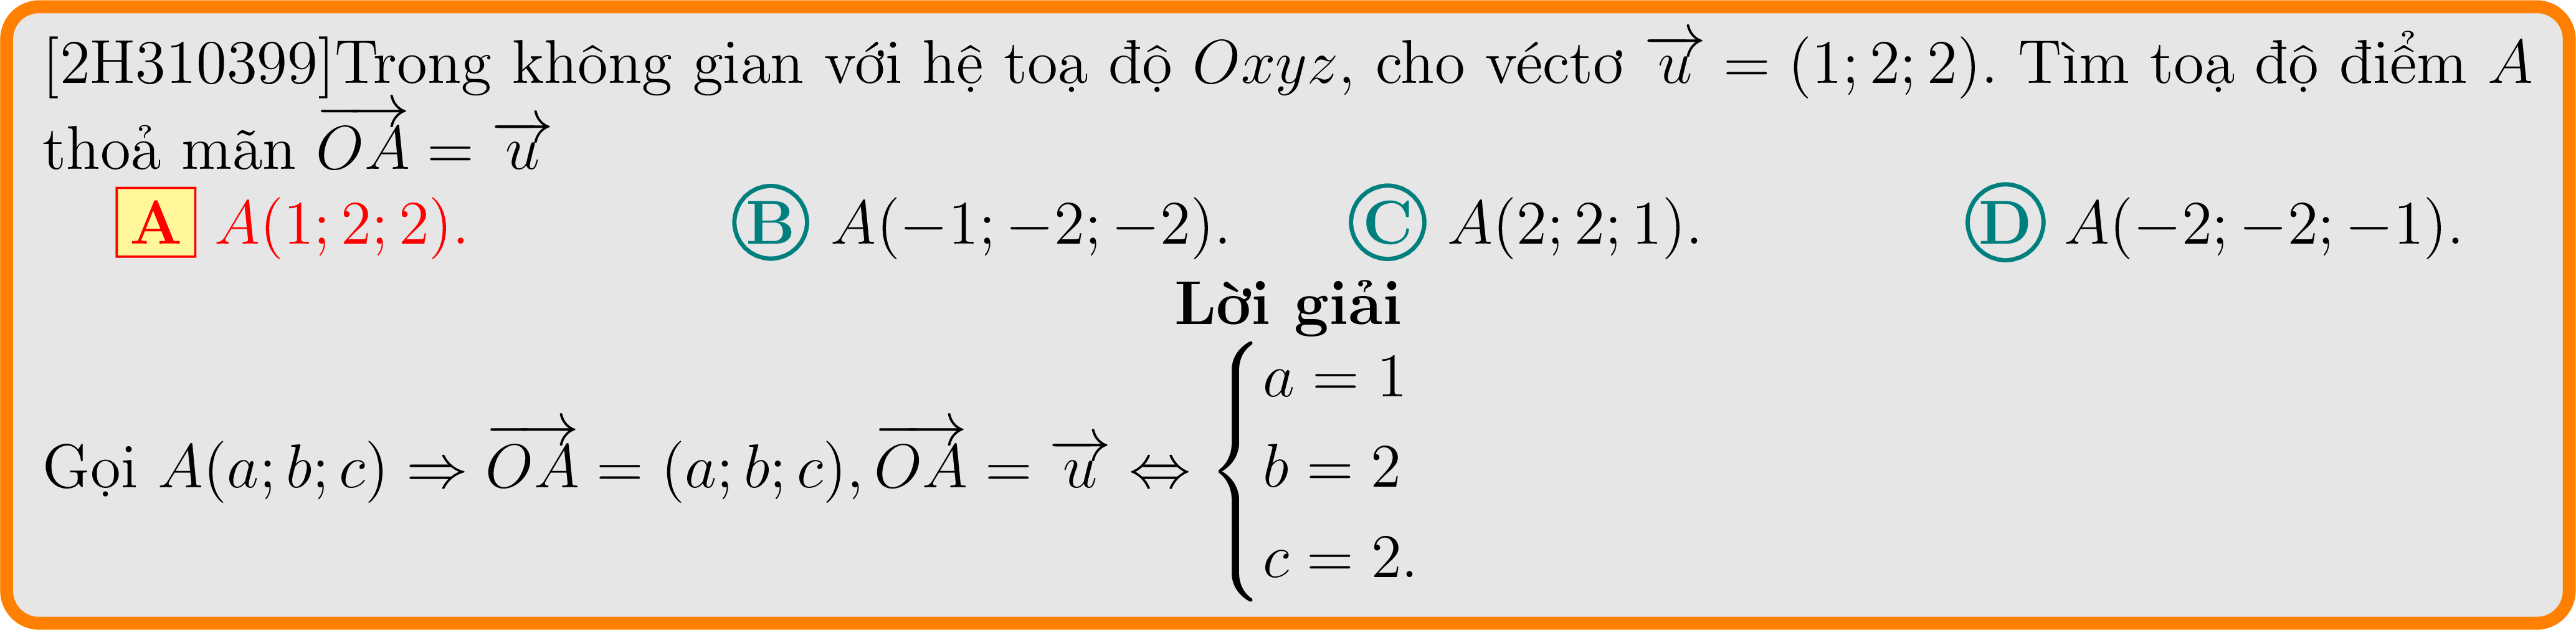 [2H310399]Trong không gian với hệ toạ độ $Oxyz$, cho véctơ $\overrightarrow{u} = (1; 2; 2)$. Tìm toạ độ điểm $A$
thoả mãn $\overrightarrow{OA} = \overrightarrow{u}$
A $A(1; 2; 2)$. B $A(-1; -2; -2)$. C $A(2; 2; 1)$. D $A(-2; -2; -1)$.
Lời giải
Gọi $A(a; b; c) \Rightarrow \overrightarrow{OA} = (a; b; c), \overrightarrow{OA} = \overrightarrow{u} \Leftrightarrow \begin{cases} a = 1 \\ b = 2 \\ c = 2. \end{cases}$